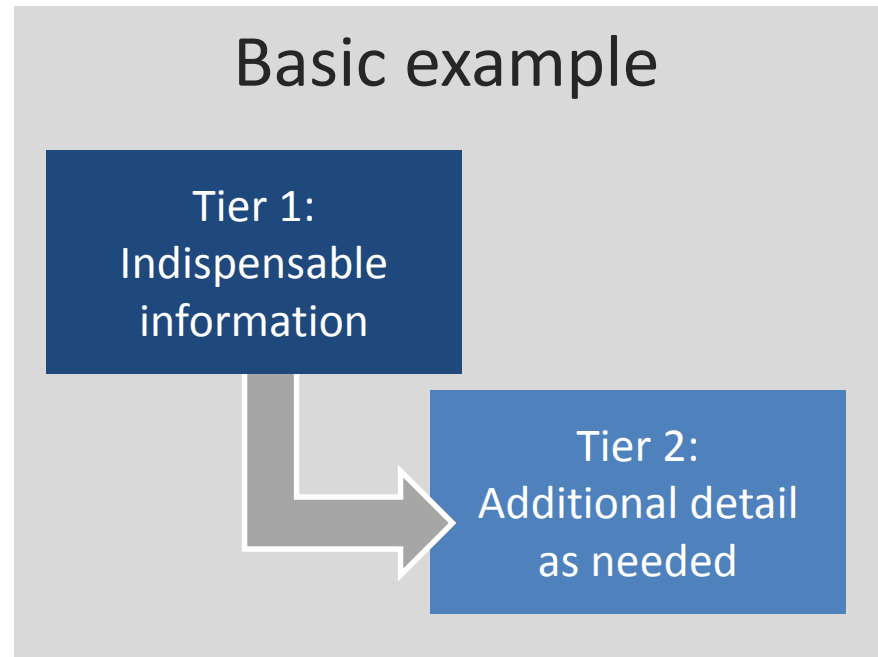 Basic example
Tier 1:
Indispensable
information
Tier 2:
Additional detail
as needed